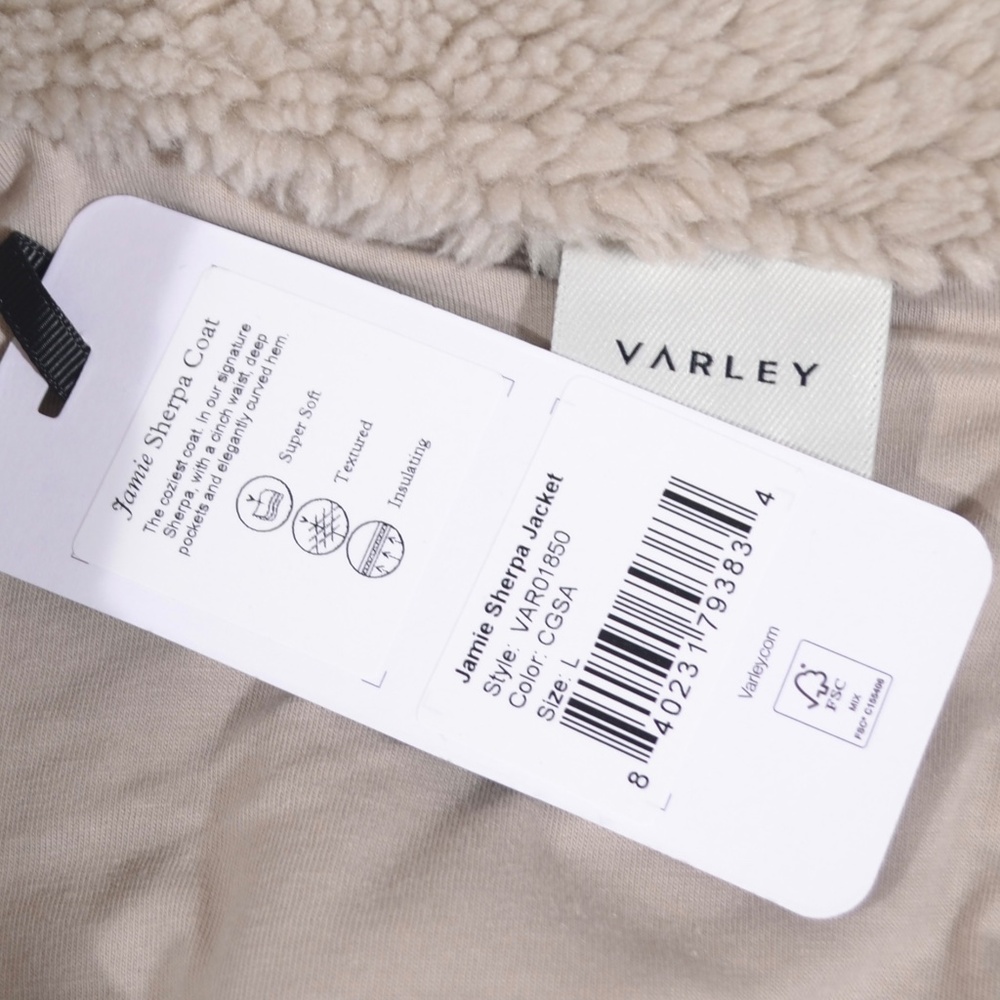 VARLEY
Jamie Sherpa Coat
The coziest coat. In our signature
Sherpa, with a cinch waist, deep
pockets and elegantly curved hem.
Super Soft
Textured
Insulating
Jamie Sherpa Jacket
Style: VAR01850
Color: CGSA
Size: L
8 40231 79383 4
Varley.com
FSC
MIX